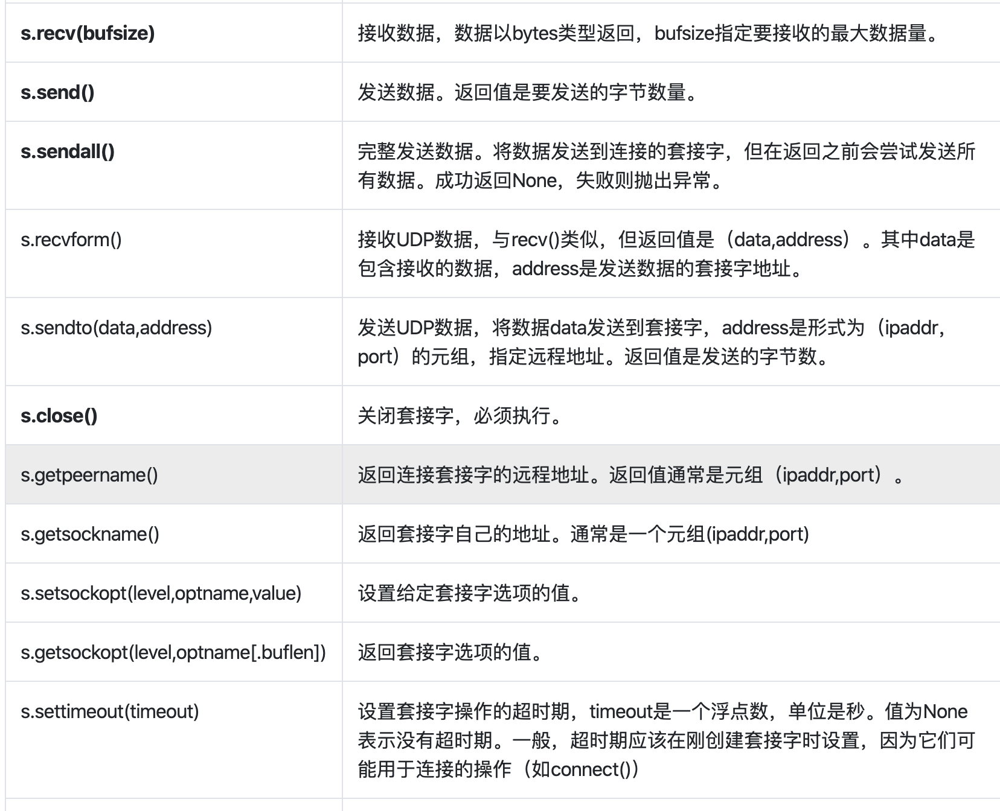 s.recv(bufsize)
接收数据，数据以bytes类型返回，bufsize指定要接收的最大数据量。
s.send()
发送数据。返回值是要发送的字节数量。
s.sendall()
完整发送数据。将数据发送到连接的套接字，但在返回之前会尝试发送所
有数据。成功返回None，失败则抛出异常。
s.recvform()
接收UDP数据，与recv()类似，但返回值是（data,address）。其中data是
包含接收的数据，address是发送数据的套接字地址。
s.sendto(data,address)
发送UDP数据，将数据data发送到套接字，address是形式为（ipaddr，
port）的元组，指定远程地址。返回值是发送的字节数。
s.close()
关闭套接字，必须执行。
s.getpeername()
返回连接套接字的远程地址。返回值通常是元组（ipaddr,port）。
s.getsockname()
返回套接字自己的地址。通常是一个元组(ipaddr,port)
s.setsockopt(level,optname,value)
设置给定套接字选项的值。
s.getsockopt(level,optname[.buflen])
返回套接字选项的值。
s.settimeout(timeout)
设置套接字操作的超时期，timeout是一个浮点数，单位是秒。值为None
表示没有超时期。一般，超时期应该在刚创建套接字时设置，因为它们可
能用于连接的操作（如connect()）